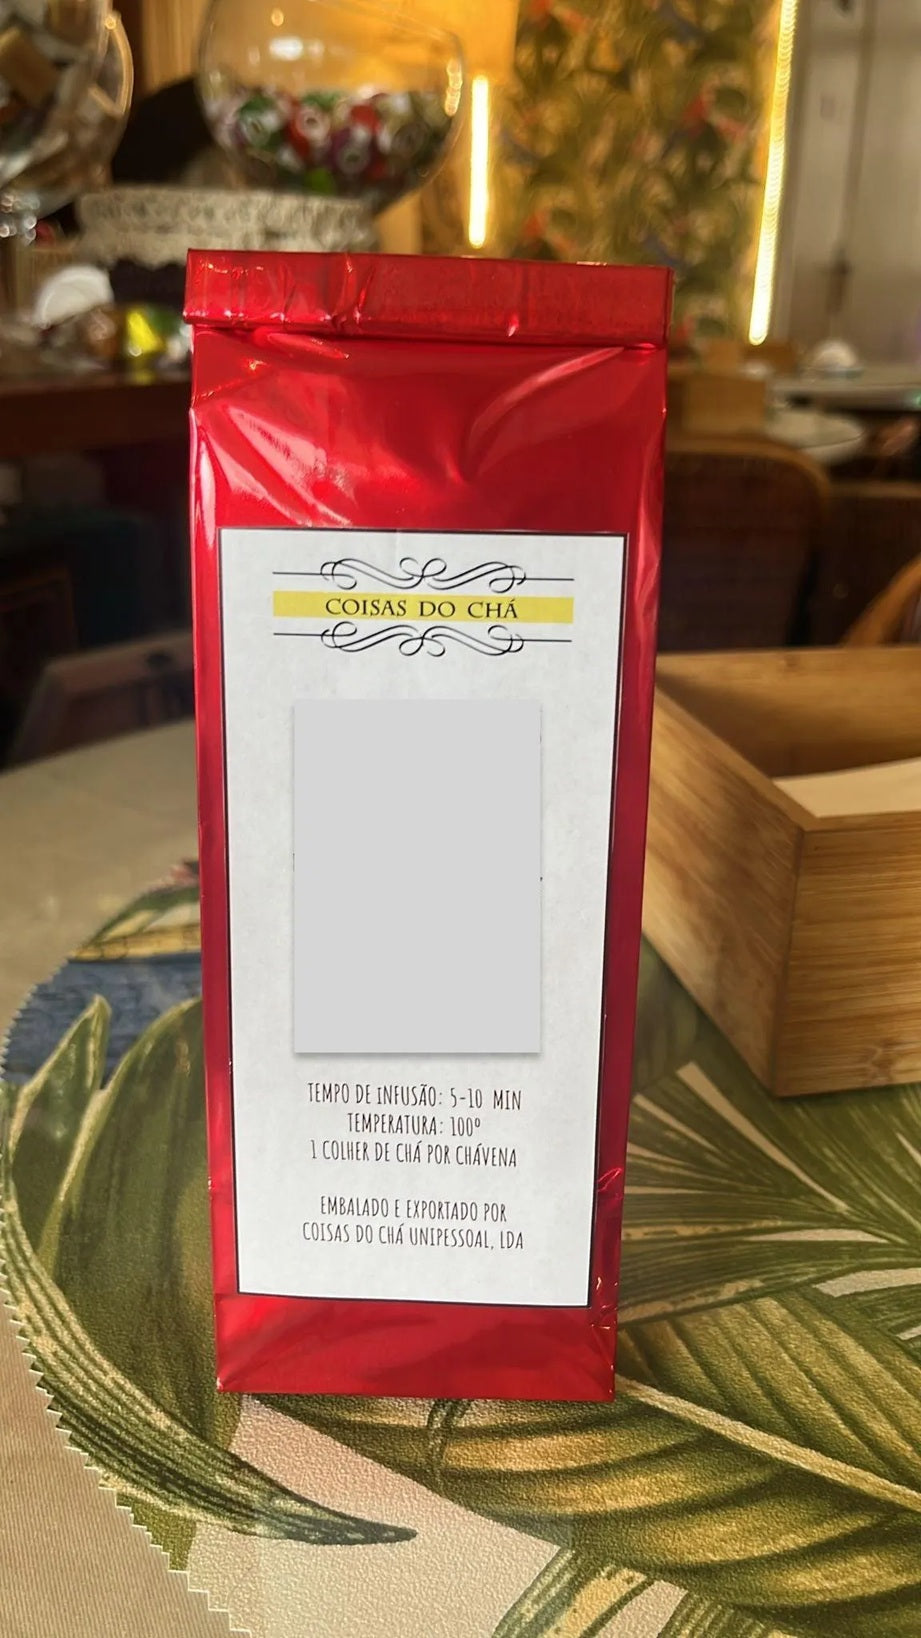 COISAS DO CHÁ
TEMPO DE INFUSÃO: 5-10 MIN
TEMPERATURA: 100º
1 COLHER DE CHÁ POR CHÁVENA
EMBALADO E EXPORTADO POR
COISAS DO CHÁ UNIPESSOAL, LDA